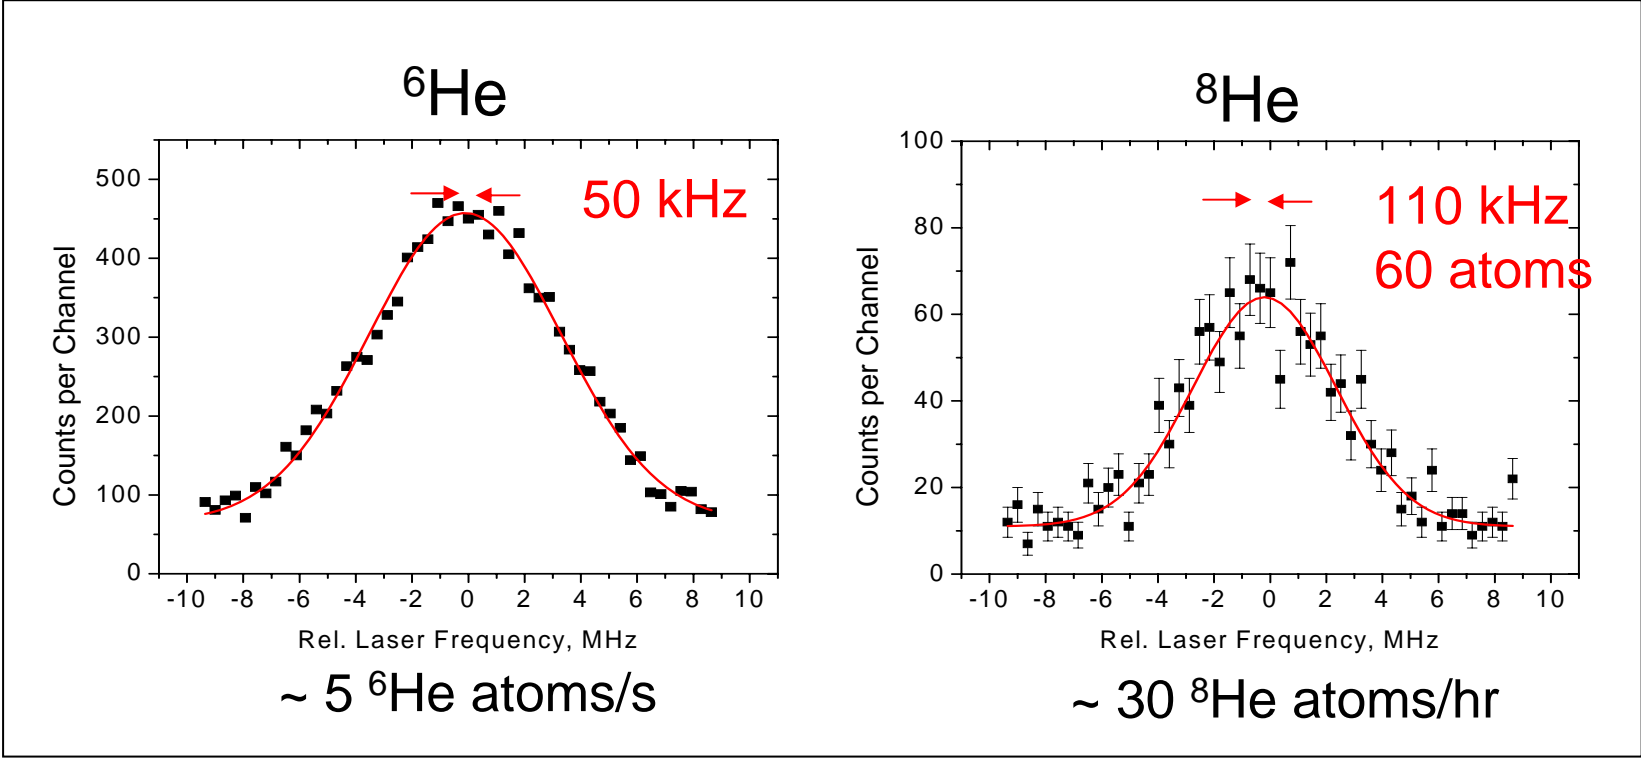 ⁶He
50 kHz
Counts per Channel
500
400
300
200
100
0
-10 -8 -6 -4 -2 0 2 4 6 8 10
Rel. Laser Frequency, MHz
~ 5 ⁶He atoms/s
⁸He
110 kHz
60 atoms
Counts per Channel
100
80
60
40
20
0
-10 -8 -6 -4 -2 0 2 4 6 8 10
Rel. Laser Frequency, MHz
~ 30 ⁸He atoms/hr